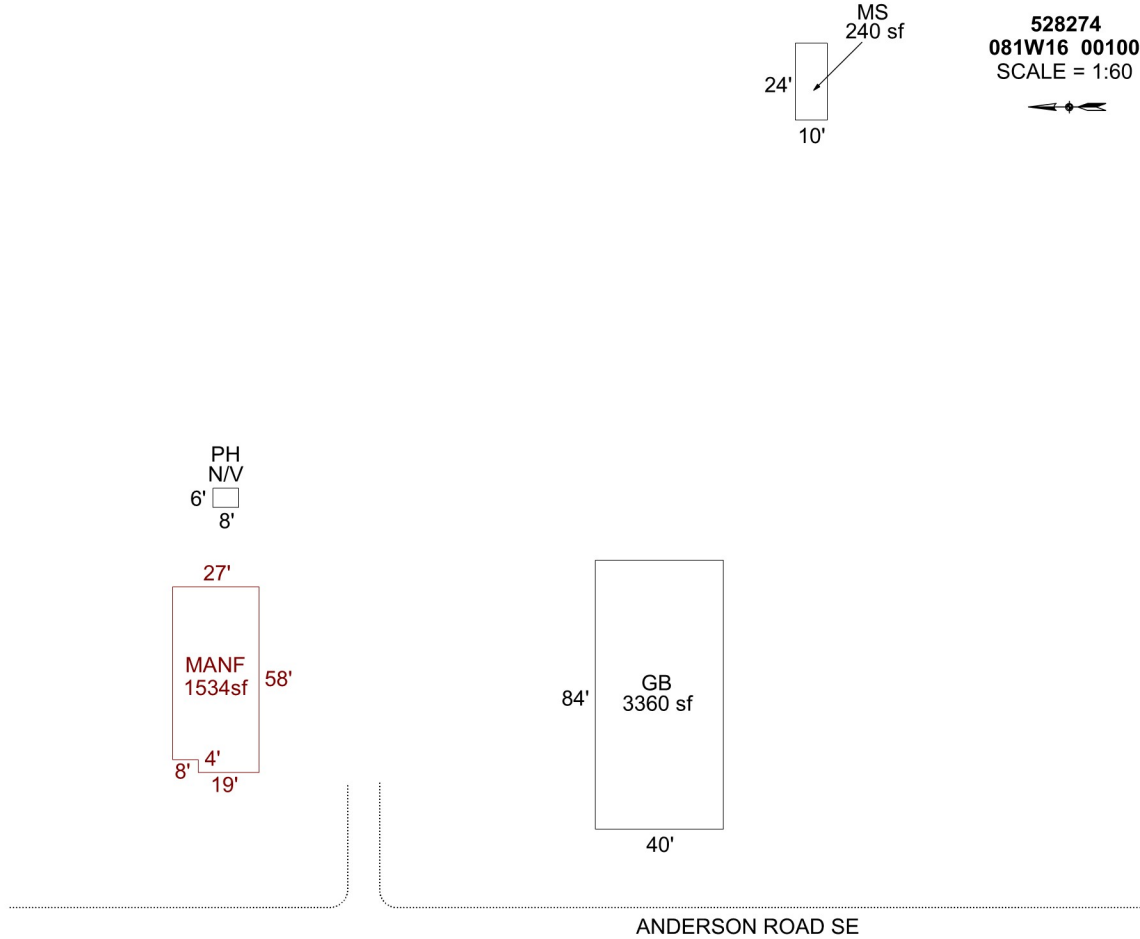 MS
240 sf
24'
10'
528274
081W16 00100
SCALE = 1:60
PH
N/V
6'
8'
27'
MANF
1534sf
58'
4'
8'
19'
GB
3360 sf
84'
40'
ANDERSON ROAD SE